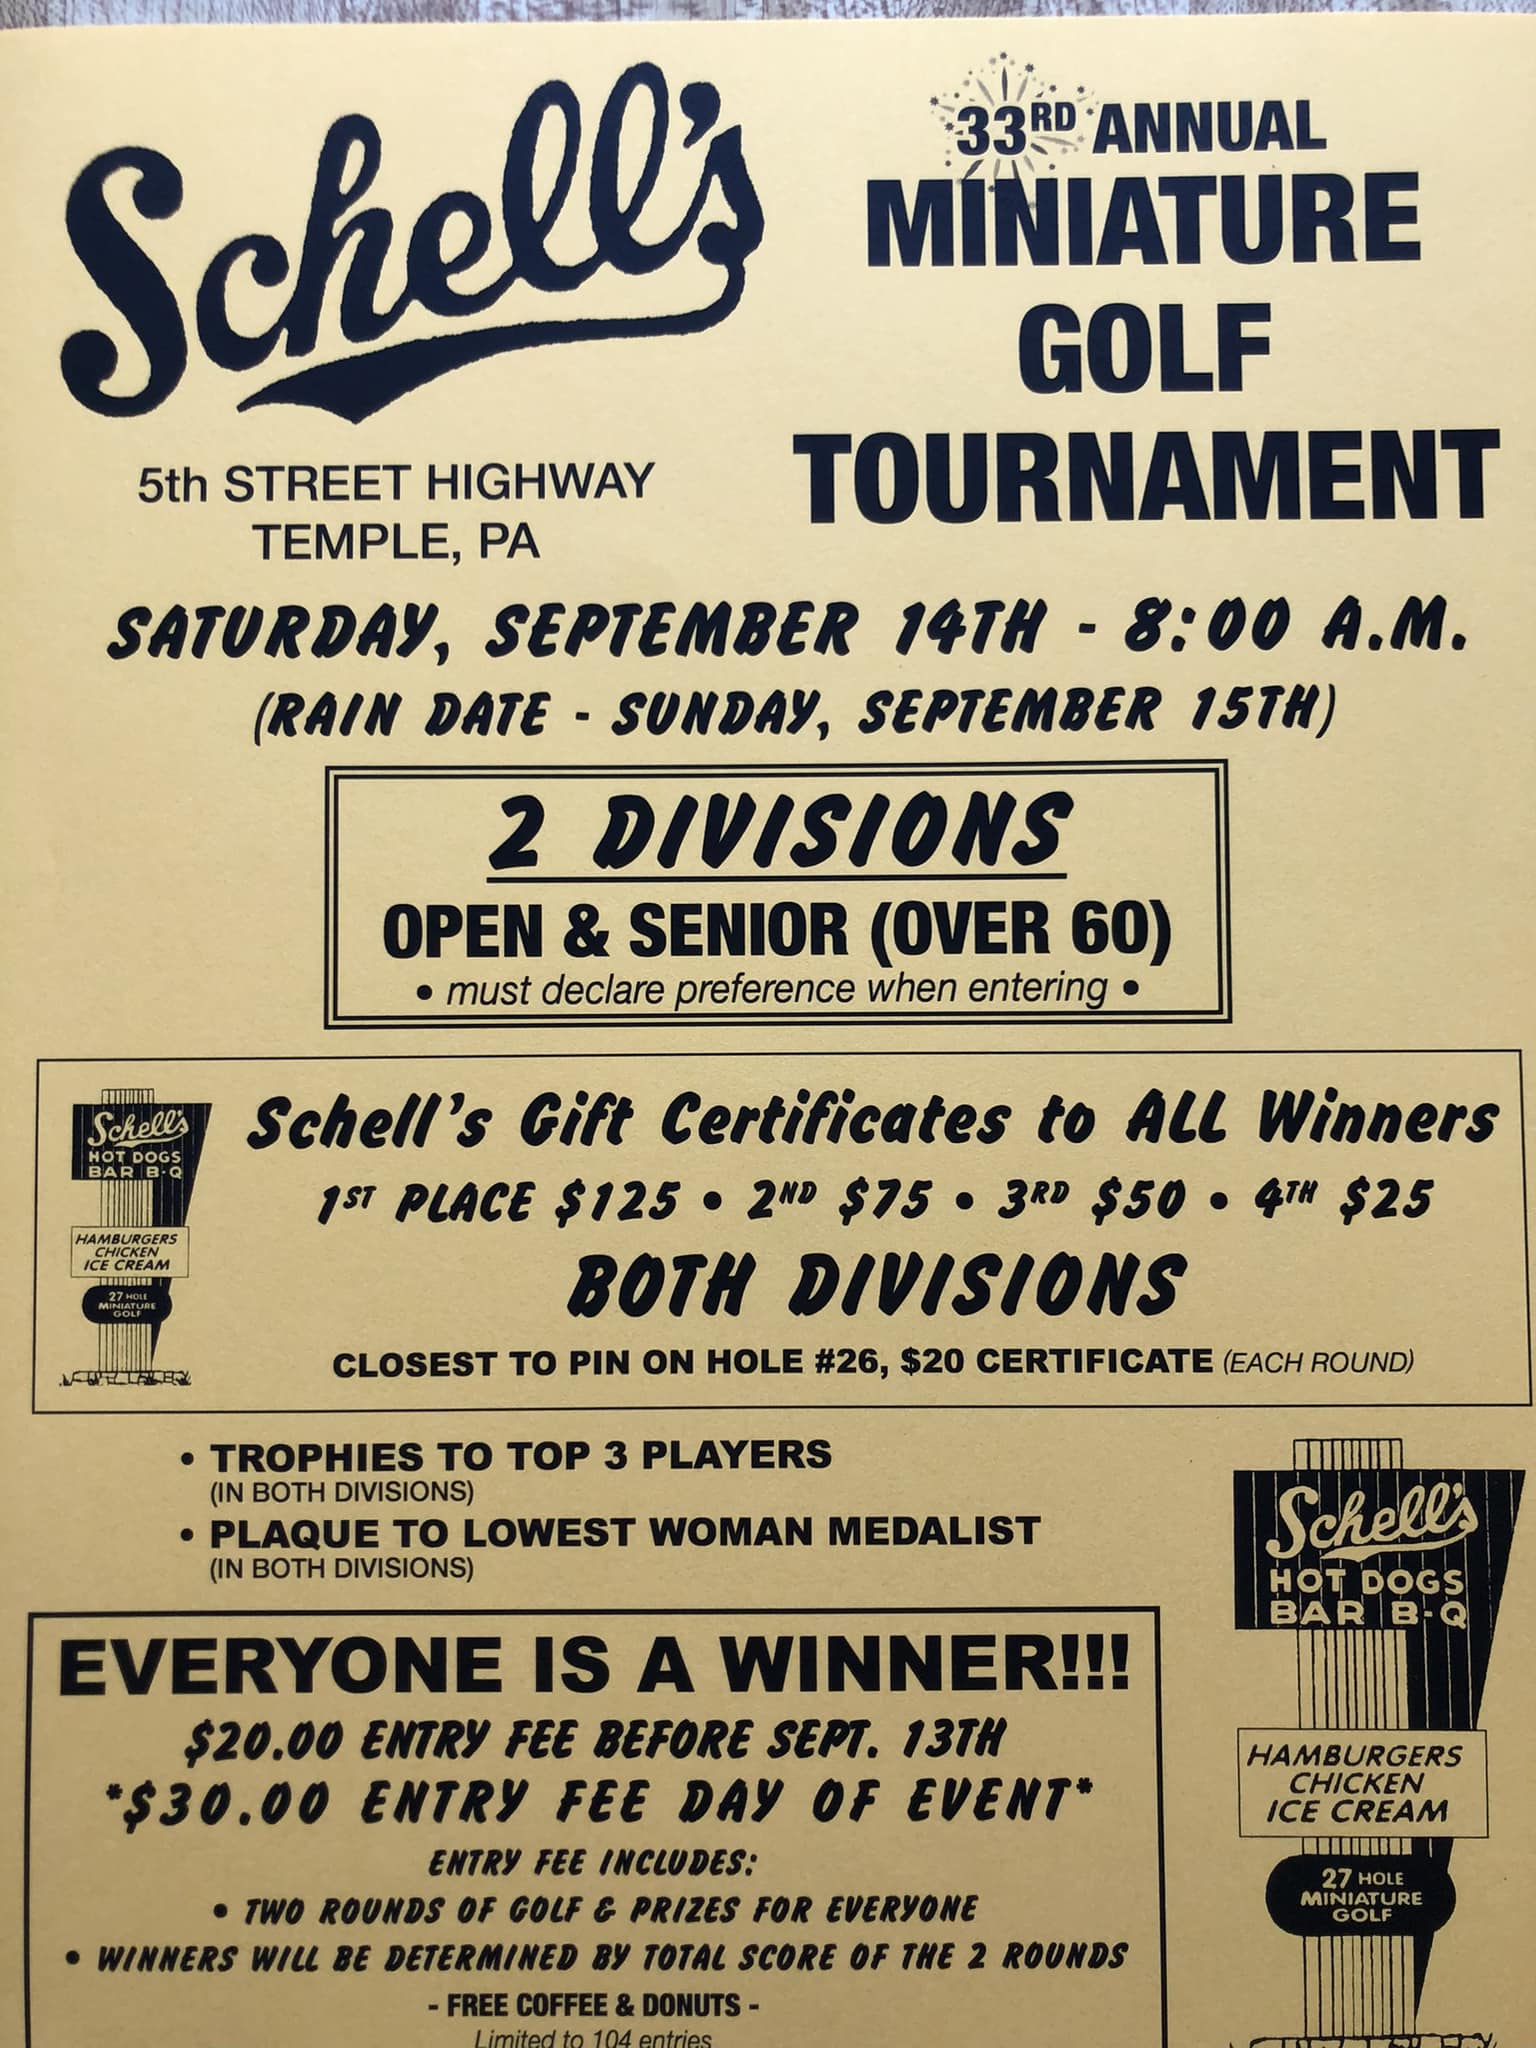 Schell's
5th STREET HIGHWAY
TEMPLE, PA
33RD ANNUAL
MINIATURE
GOLF
TOURNAMENT
SATURDAY, SEPTEMBER 14TH - 8:00 A.M.
(RAIN DATE - SUNDAY, SEPTEMBER 15TH)
2 DIVISIONS
OPEN & SENIOR (OVER 60)
• must declare preference when entering •
Schell's
HOT DOGS
BAR B-Q
HAMBURGERS
CHICKEN
ICE CREAM
27 HOLE
MINIATURE
GOLF
Schell's Gift Certificates to ALL Winners
1ST PLACE $125 • 2ND $75 • 3RD $50 • 4TH $25
BOTH DIVISIONS
CLOSEST TO PIN ON HOLE #26, $20 CERTIFICATE (EACH ROUND)
• TROPHIES TO TOP 3 PLAYERS
(IN BOTH DIVISIONS)
• PLAQUE TO LOWEST WOMAN MEDALIST
(IN BOTH DIVISIONS)
EVERYONE IS A WINNER!!!
$20.00 ENTRY FEE BEFORE SEPT. 13TH
*$30.00 ENTRY FEE DAY OF EVENT*
ENTRY FEE INCLUDES:
• TWO ROUNDS OF GOLF & PRIZES FOR EVERYONE
• WINNERS WILL BE DETERMINED BY TOTAL SCORE OF THE 2 ROUNDS
- FREE COFFEE & DONUTS -
Limited to 104 entries
Schell's
HOT DOGS
BAR B-Q
HAMBURGERS
CHICKEN
ICE CREAM
27 HOLE
MINIATURE
GOLF